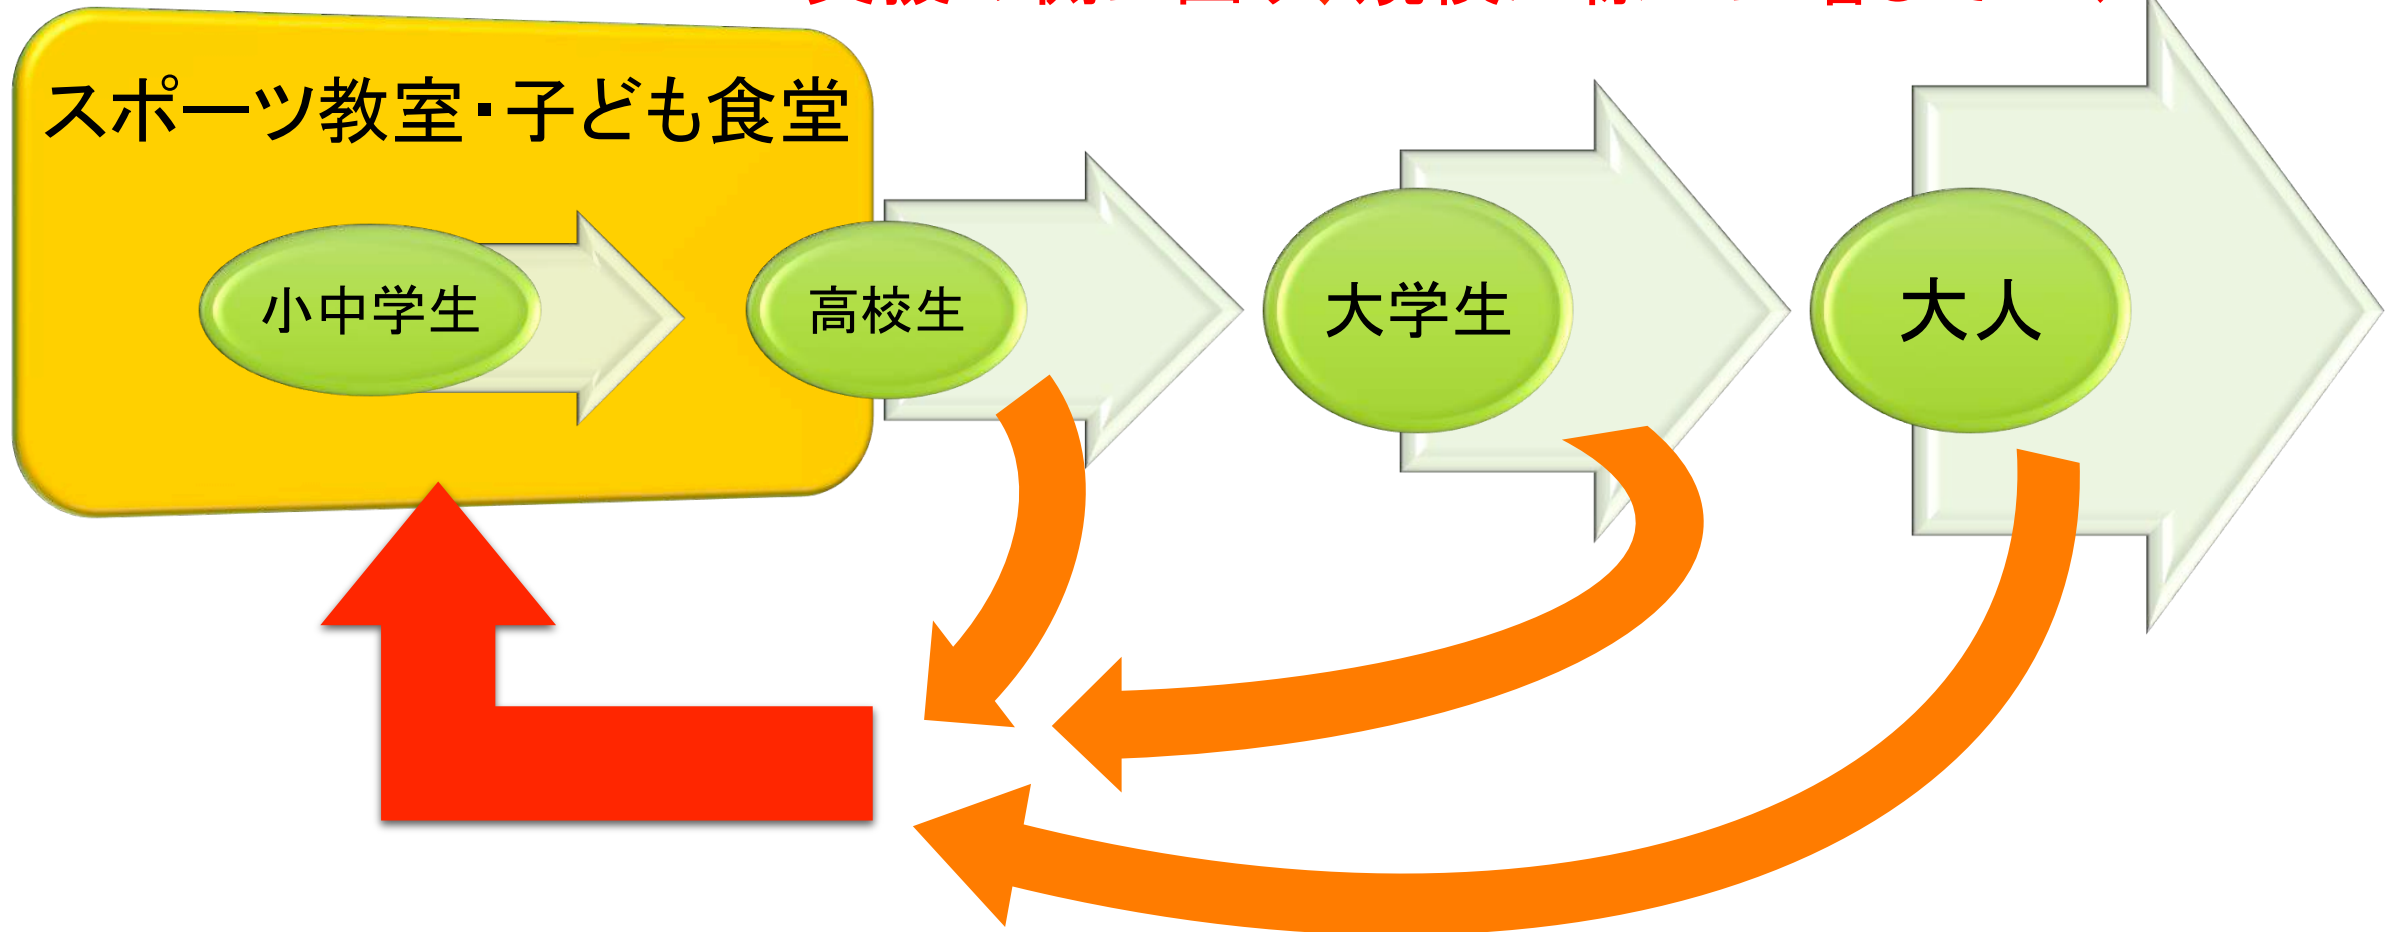 スポーツ教室・子ども食堂
小中学生
高校生
大学生
大人